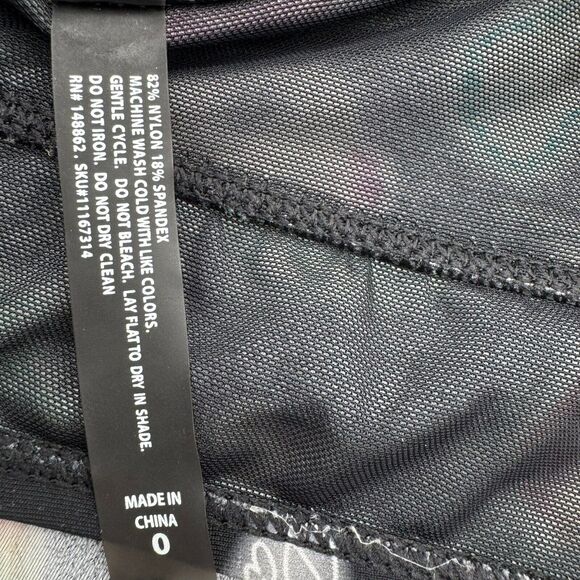 82% NYLON 18% SPANDEX
MACHINE WASH COLD WITH LIKE COLORS.
GENTLE CYCLE. DO NOT BLEACH. LAY FLAT TO DRY IN SHADE.
DO NOT IRON. DO NOT DRY CLEAN
RN# 148862. SKU#11167314
MADE IN
CHINA
0